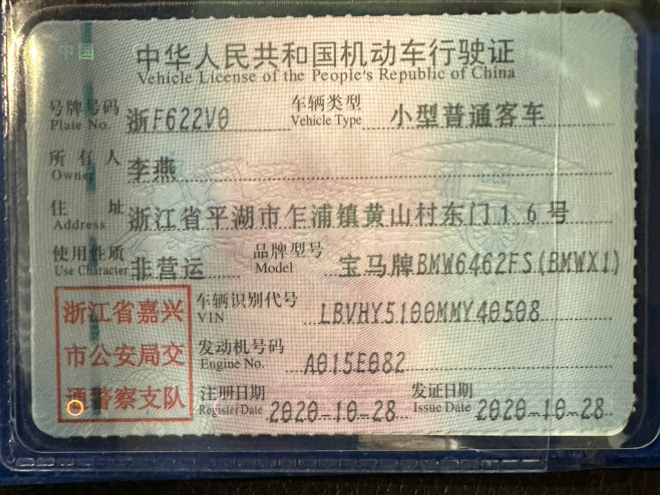 中国
中华人民共和国机动车行驶证
Vehicle License of the People's Republic of China
号牌号码 浙F622V0 车辆类型 小型普通客车
Plate No. Vehicle Type
所有人 李燕
Owner
住址 浙江省平湖市乍浦镇黄山村东门16号
Address
使用性质 非营运 品牌型号 宝马牌BMW6462FS(BMWX1)
Use Character Model
浙江省嘉兴
市公安局交
通警察支队
车辆识别代号 LBVHY5100MMY40508
VIN
发动机号码 A015E082
Engine No.
注册日期 2020-10-28 发证日期 2020-10-28
Register Date Issue Date